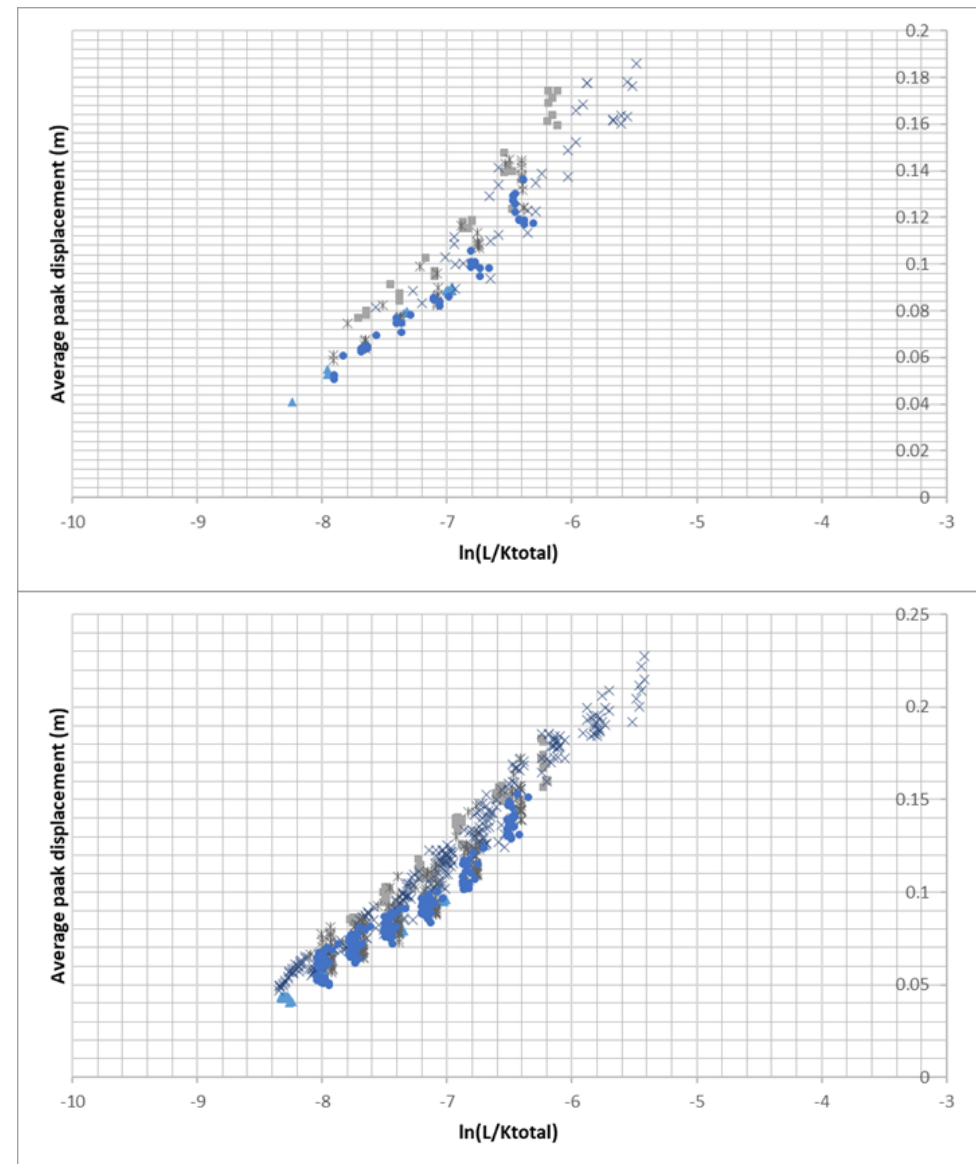 Average paak displacement (m)
0.2
0.18
0.16
0.14
0.12
0.1
0.08
0.06
0.04
0.02
0
-10 -9 -8 -7 -6 -5 -4 -3
ln(L/Ktotal)
Average paak displacement (m)
0.25
0.2
0.15
0.1
0.05
0
-10 -9 -8 -7 -6 -5 -4 -3
ln(L/Ktotal)